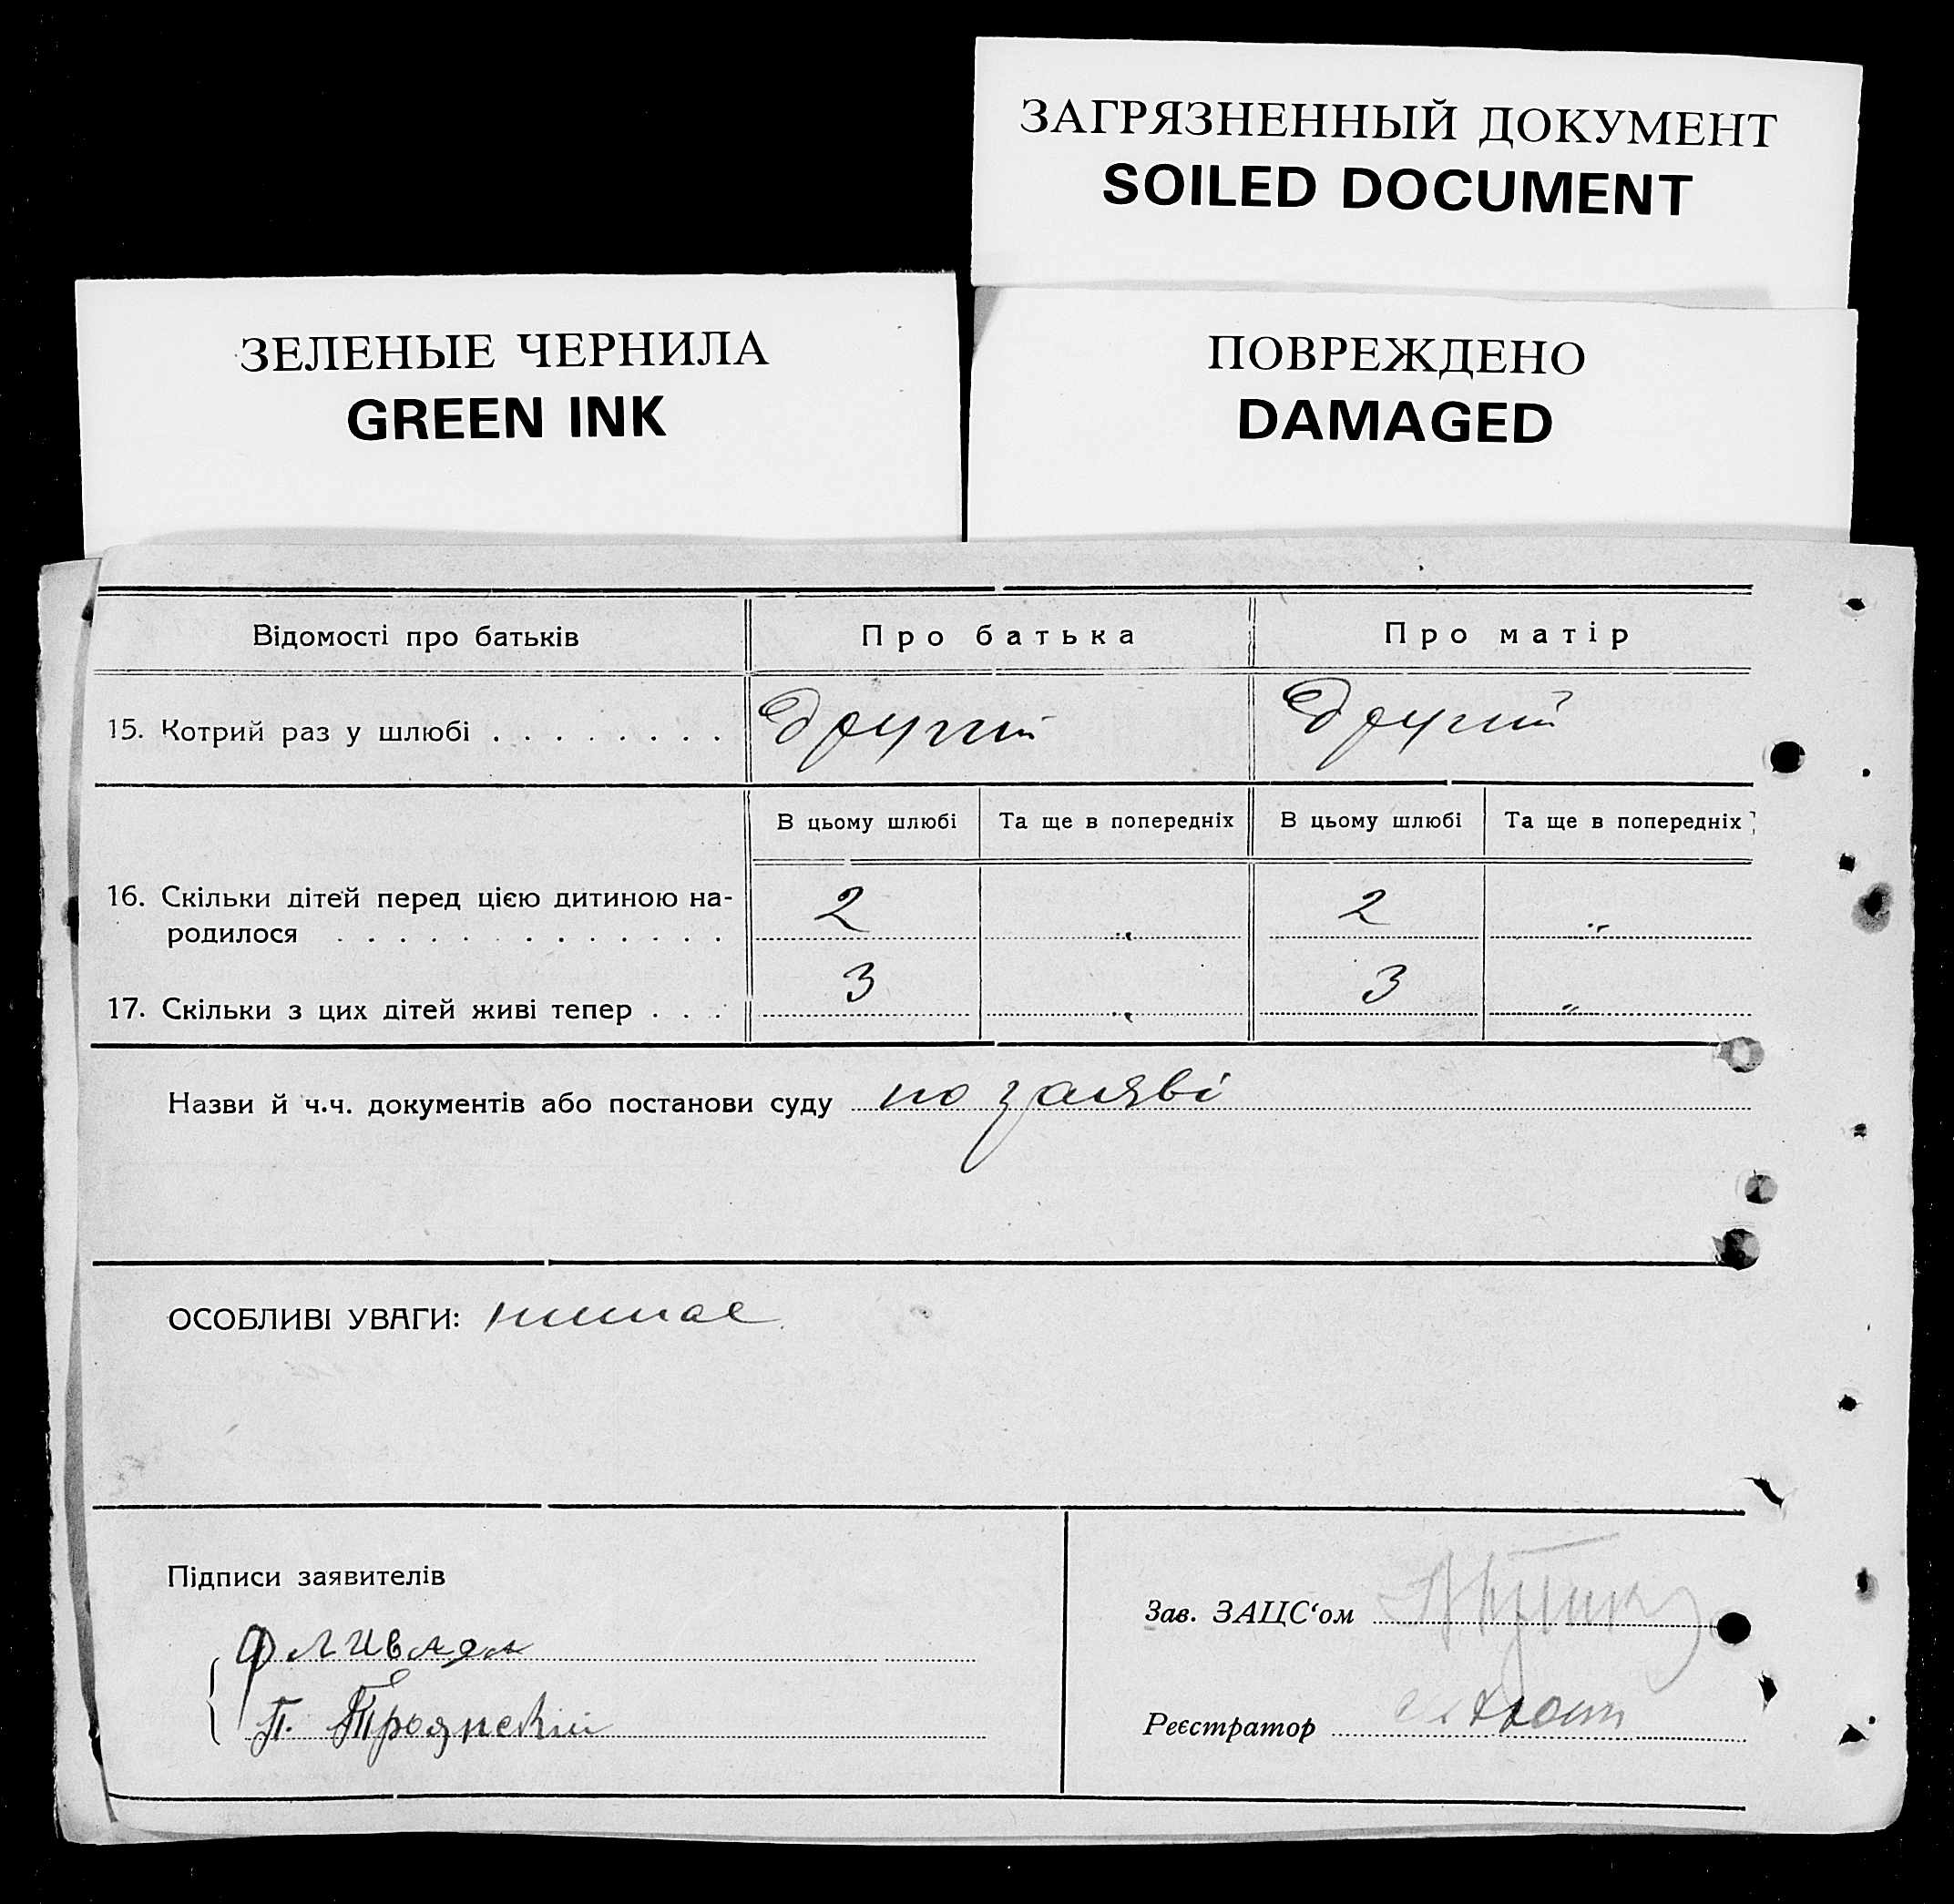 ЗАГРЯЗНЕННЫЙ ДОКУМЕНТ
SOILED DOCUMENT
ЗЕЛЕНЫЕ ЧЕРНИЛА
GREEN INK
ПОВРЕЖДЕНО
DAMAGED
Відомості про батьків Про батька Про матір
15. Котрий раз у шлюбі . . . . . . . . Другий Другий
В цьому шлюбі Та ще в попередніх В цьому шлюбі Та ще в попередніх
16. Скільки дітей перед цією дитиною на-
родилося . . . . . . . . . . . . . 2 „ 2 „
17. Скільки з цих дітей живі тепер . . . 3 „ 3 „
Назви й ч.ч. документів або постанови суду по заяві
ОСОБЛИВІ УВАГИ: немає
Підписи заявителів
П. Троянскій
Зав. ЗАЦС‘ом
Реєстратор